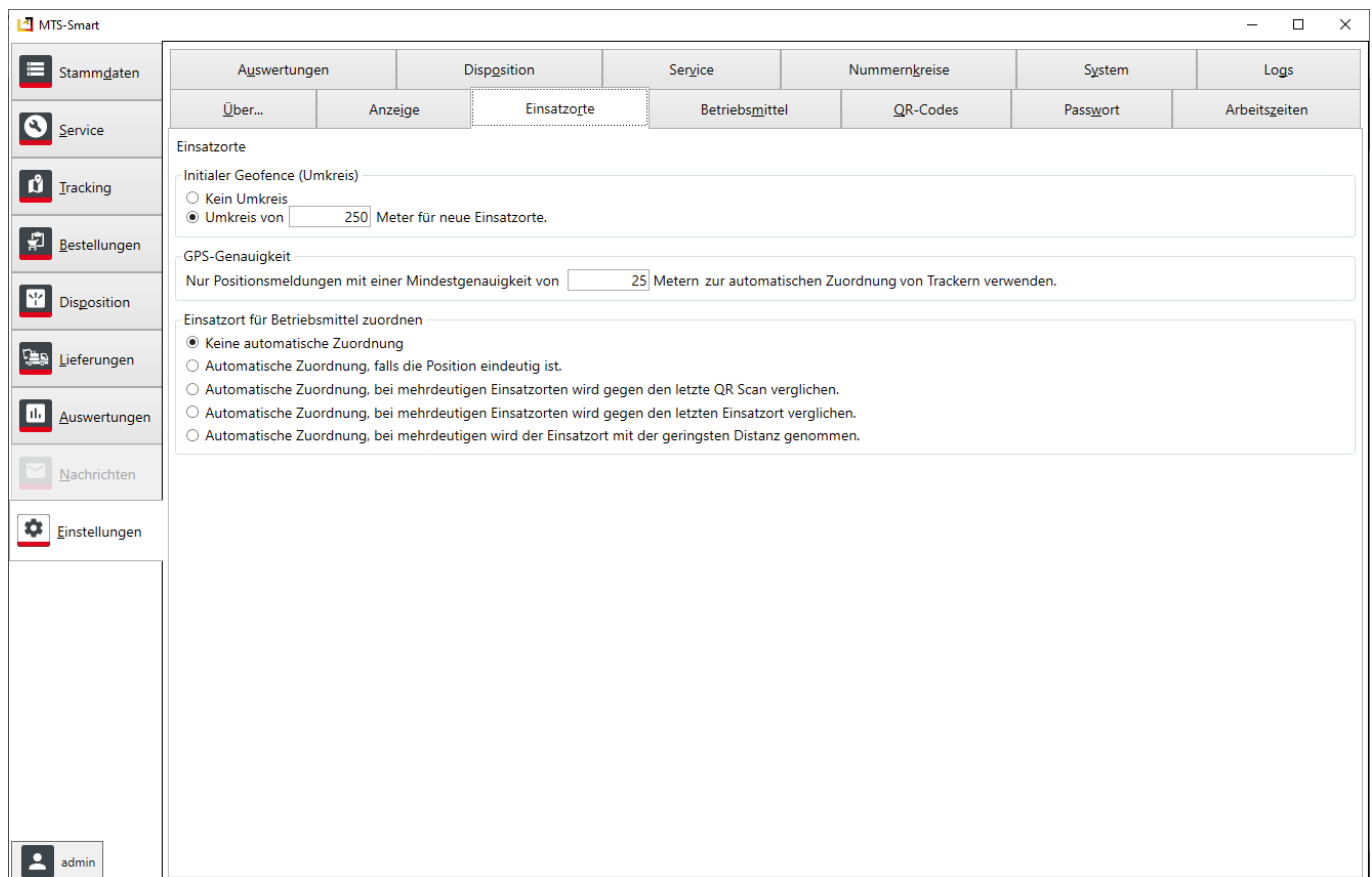 MTS-Smart
Stammdaten
Service
Tracking
Bestellungen
Disposition
Lieferungen
Auswertungen
Nachrichten
Einstellungen
admin
Auswertungen Disposition Service Nummernkreise System Logs
Über... Anzeige Einsatzorte Betriebsmittel QR-Codes Passwort Arbeitszeiten
Einsatzorte
Initialer Geofence (Umkreis)
Kein Umkreis
Umkreis von 250 Meter für neue Einsatzorte.
GPS-Genauigkeit
Nur Positionsmeldungen mit einer Mindestgenauigkeit von 25 Metern zur automatischen Zuordnung von Trackern verwenden.
Einsatzort für Betriebsmittel zuordnen
Keine automatische Zuordnung
Automatische Zuordnung, falls die Position eindeutig ist.
Automatische Zuordnung, bei mehrdeutigen Einsatzorten wird gegen den letzte QR Scan verglichen.
Automatische Zuordnung, bei mehrdeutigen Einsatzorten wird gegen den letzten Einsatzort verglichen.
Automatische Zuordnung, bei mehrdeutigen wird der Einsatzort mit der geringsten Distanz genommen.